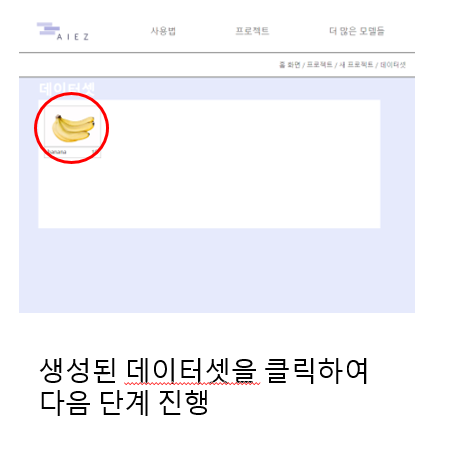 AIEZ
사용법 프로젝트 더 많은 모델들
홈 화면 / 프로젝트 / 새 프로젝트 / 데이터셋
데이터셋
banana
생성된 데이터셋을 클릭하여
다음 단계 진행